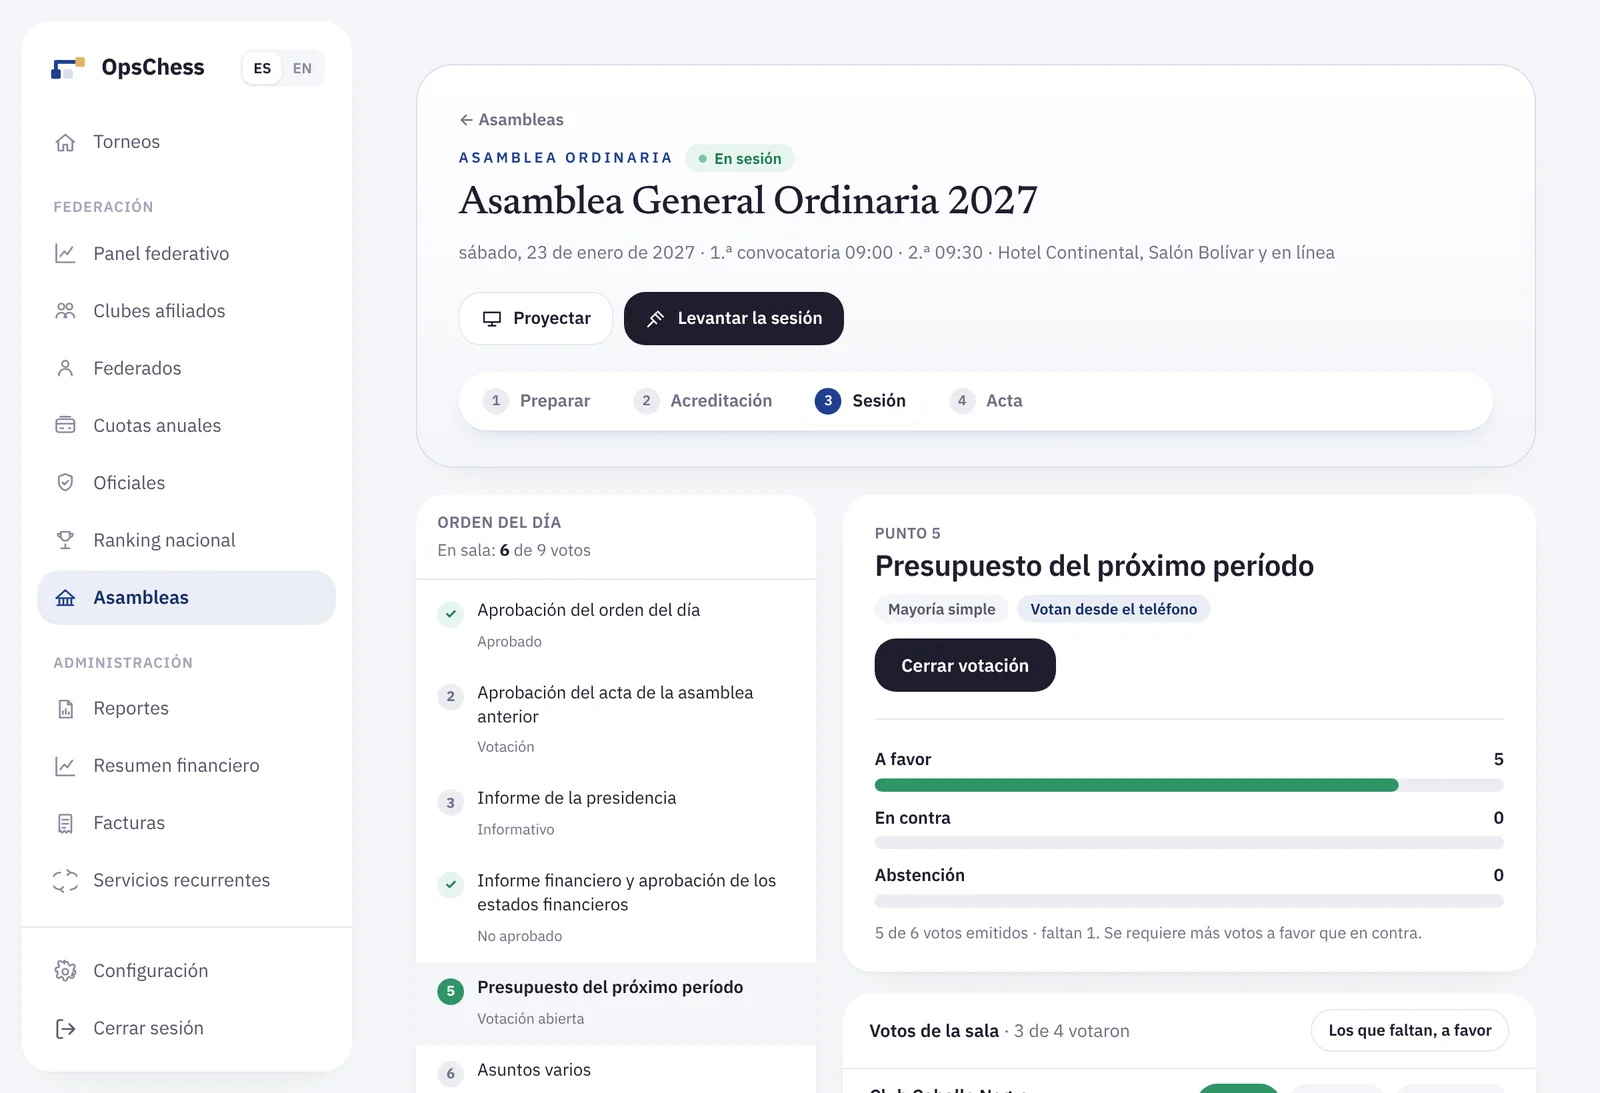 OpsChess
ES EN
Torneos
FEDERACIÓN
Panel federativo
Clubes afiliados
Federados
Cuotas anuales
Oficiales
Ranking nacional
Asambleas
ADMINISTRACIÓN
Reportes
Resumen financiero
Facturas
Servicios recurrentes
Configuración
Cerrar sesión
← Asambleas
ASAMBLEA ORDINARIA En sesión
Asamblea General Ordinaria 2027
sábado, 23 de enero de 2027 · 1.ª convocatoria 09:00 · 2.ª 09:30 · Hotel Continental, Salón Bolívar y en línea
Proyectar Levantar la sesión
1 Preparar 2 Acreditación 3 Sesión 4 Acta
ORDEN DEL DÍA
En sala: 6 de 9 votos
Aprobación del orden del día
Aprobado
2 Aprobación del acta de la asamblea
anterior
Votación
3 Informe de la presidencia
Informativo
Informe financiero y aprobación de los
estados financieros
No aprobado
5 Presupuesto del próximo período
Votación abierta
6 Asuntos varios
PUNTO 5
Presupuesto del próximo período
Mayoría simple Votan desde el teléfono
Cerrar votación
A favor 5
En contra 0
Abstención 0
5 de 6 votos emitidos · faltan 1. Se requiere más votos a favor que en contra.
Votos de la sala · 3 de 4 votaron Los que faltan, a favor